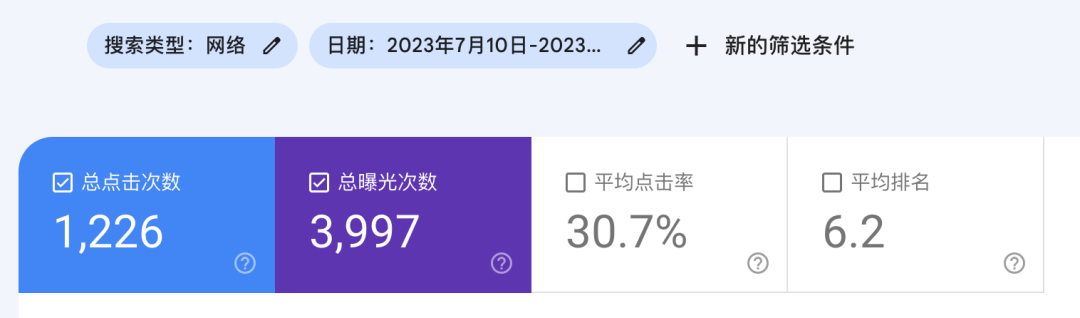 搜索类型：网络 日期：2023年7月10日-2023... + 新的筛选条件
总点击次数 总曝光次数 平均点击率 平均排名
1,226 3,997 30.7% 6.2